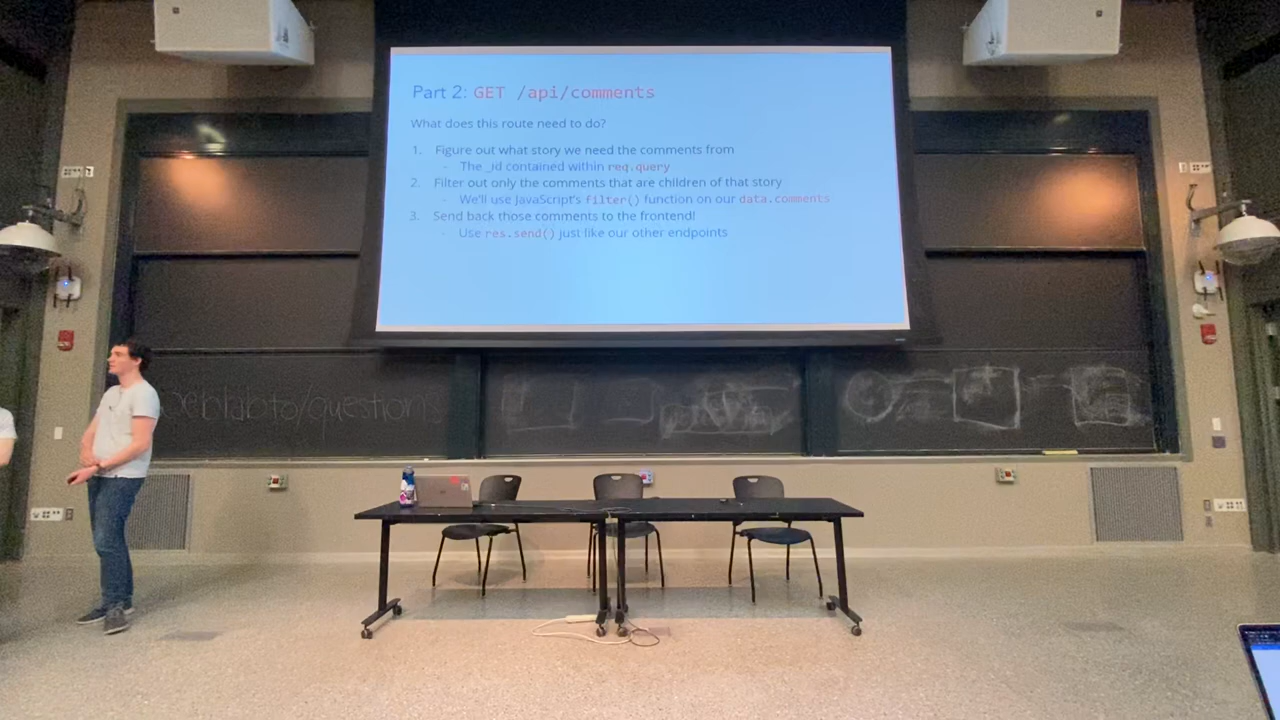 Part 2: GET /api/comments
What does this route need to do?
1. Figure out what story we need the comments from
- The _id contained within req.query
2. Filter out only the comments that are children of that story
- We'll use JavaScript's filter() function on our data.comments
3. Send back those comments to the frontend!
- Use res.send() just like our other endpoints
eblab.to/question